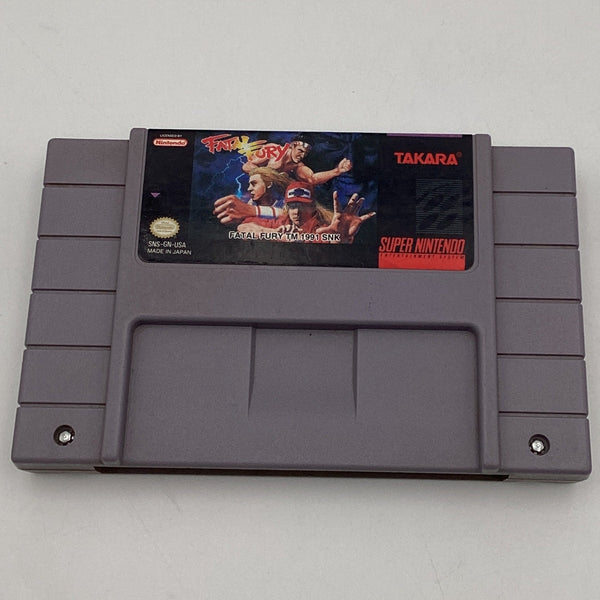 LICENSED BY
Nintendo
FATAL FURY
TAKARA®
FATAL FURY TM 1991 SNK
SNS-GN-USA
MADE IN JAPAN
SUPER NINTENDO
ENTERTAINMENT SYSTEM